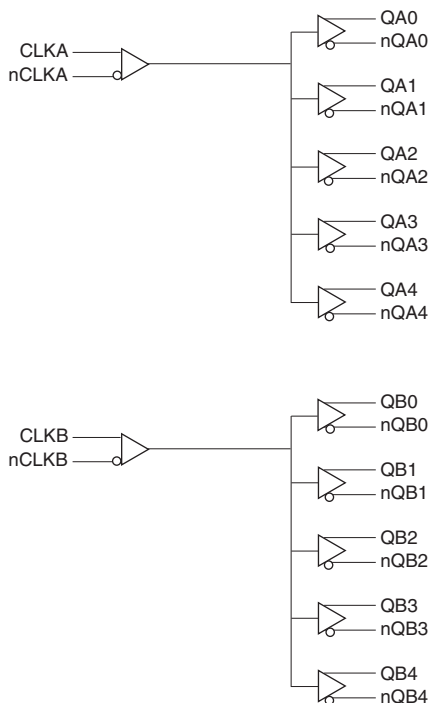 CLKA
nCLKA
QA0
nQA0
QA1
nQA1
QA2
nQA2
QA3
nQA3
QA4
nQA4
CLKB
nCLKB
QB0
nQB0
QB1
nQB1
QB2
nQB2
QB3
nQB3
QB4
nQB4